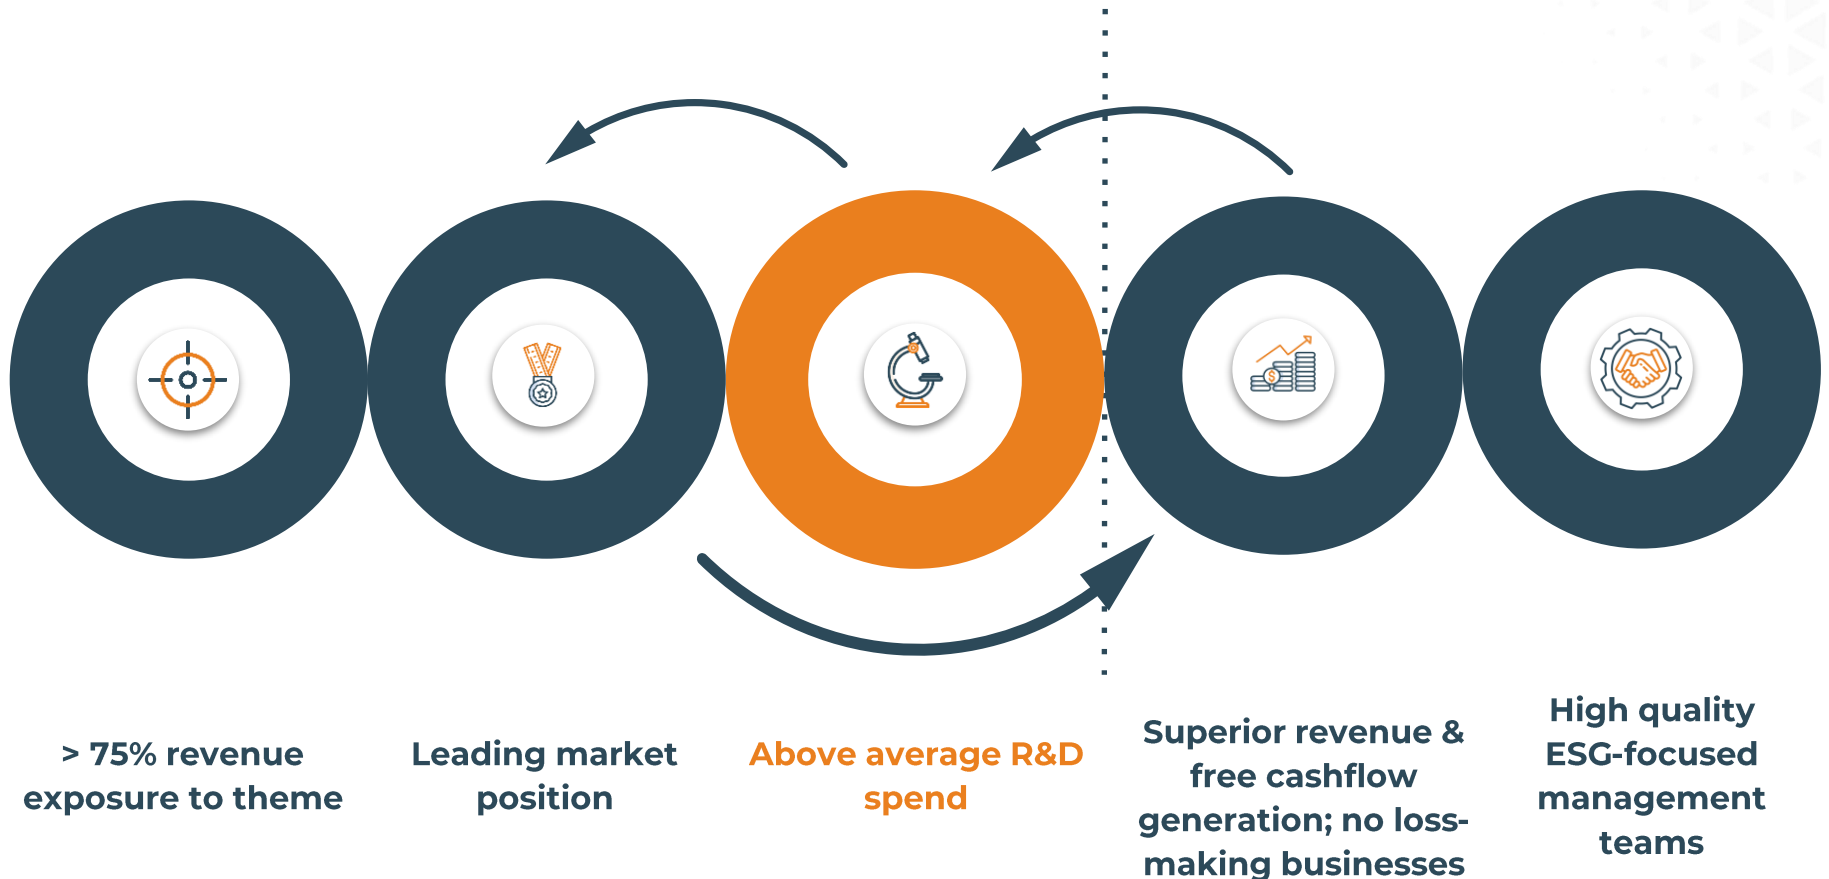 > 75% revenue
exposure to theme
Leading market
position
Above average R&D
spend
Superior revenue &
free cashflow
generation; no loss-
making businesses
High quality
ESG-focused
management
teams